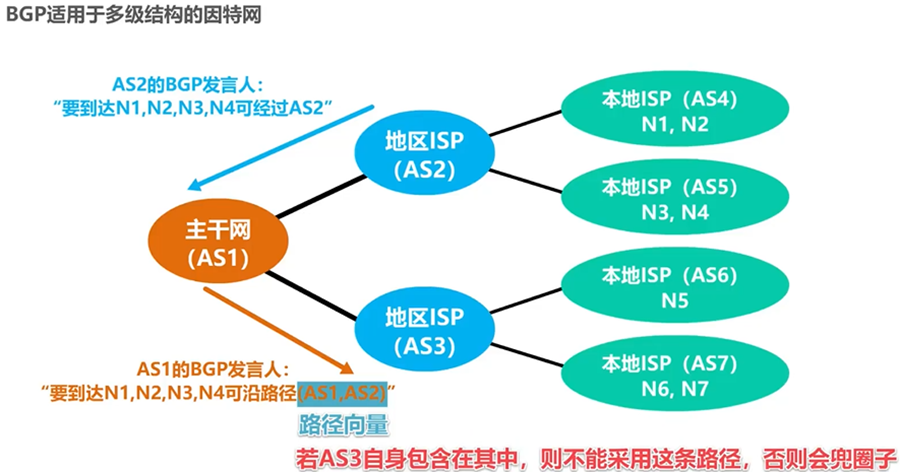 BGP适用于多级结构的因特网
AS2的BGP发言人：
“要到达N1,N2,N3,N4可经过AS2”
地区ISP
（AS2）
本地ISP（AS4）
N1, N2
本地ISP（AS5）
N3, N4
主干网
（AS1）
本地ISP（AS6）
N5
地区ISP
（AS3）
本地ISP（AS7）
N6, N7
AS1的BGP发言人：
“要到达N1,N2,N3,N4可沿路径(AS1,AS2)”
路径向量
若AS3自身包含在其中，则不能采用这条路径，否则会兜圈子